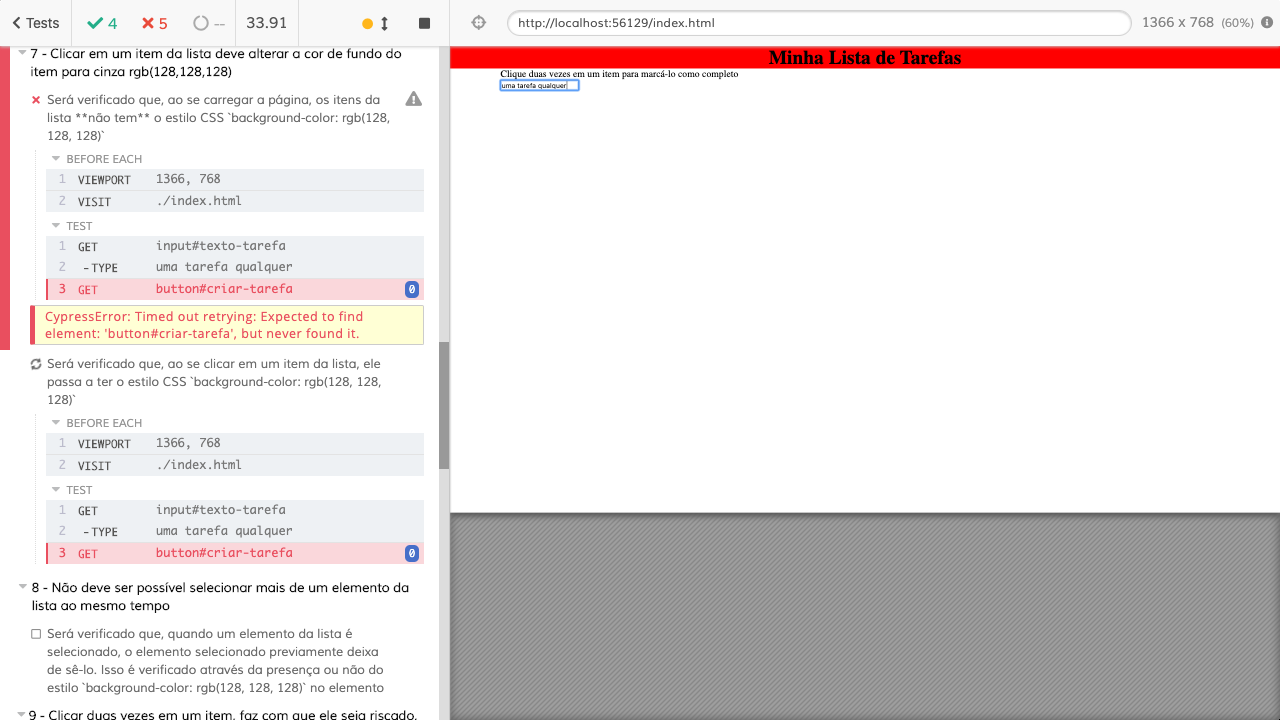 Tests 4 5 -- 33.91
http://localhost:56129/index.html 1366 x 768 (60%)
7 - Clicar em um item da lista deve alterar a cor de fundo do
item para cinza rgb(128,128,128)
Será verificado que, ao se carregar a página, os itens da
lista **não tem** o estilo CSS `background-color: rgb(128,
128, 128)`
BEFORE EACH
1 VIEWPORT 1366, 768
2 VISIT ./index.html
TEST
1 GET input#texto-tarefa
2 -TYPE uma tarefa qualquer
3 GET button#criar-tarefa 0
CypressError: Timed out retrying: Expected to find
element: 'button#criar-tarefa', but never found it.
Será verificado que, ao se clicar em um item da lista, ele
passa a ter o estilo CSS `background-color: rgb(128, 128,
128)`
BEFORE EACH
1 VIEWPORT 1366, 768
2 VISIT ./index.html
TEST
1 GET input#texto-tarefa
2 -TYPE uma tarefa qualquer
3 GET button#criar-tarefa 0
8 - Não deve ser possível selecionar mais de um elemento da
lista ao mesmo tempo
Será verificado que, quando um elemento da lista é
selecionado, o elemento selecionado previamente deixa
de sê-lo. Isso é verificado através da presença ou não do
estilo `background-color: rgb(128, 128, 128)` no elemento
9 - Clicar duas vezes em um item, faz com que ele seja riscado,
Minha Lista de Tarefas
Clique duas vezes em um item para marcá-lo como completo
uma tarefa qualquer